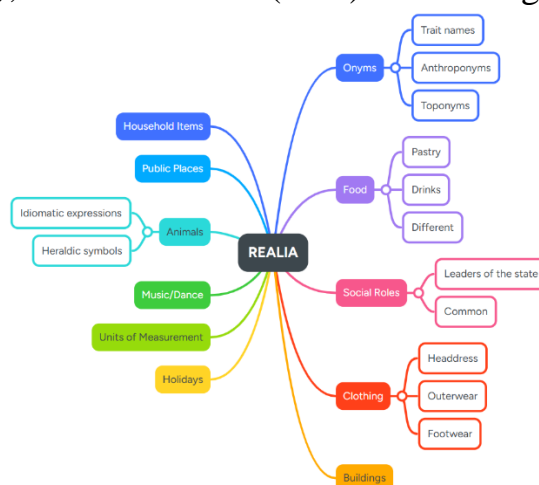 Trait names
Onyms
Anthroponyms
Toponyms
Household Items
Public Places
Pastry
Food
Drinks
Different
Idiomatic expressions
Animals
Heraldic symbols
REALIA
Leaders of the state
Social Roles
Common
Music/Dance
Units of Measurement
Holidays
Headdress
Clothing
Outerwear
Footwear
Buildings